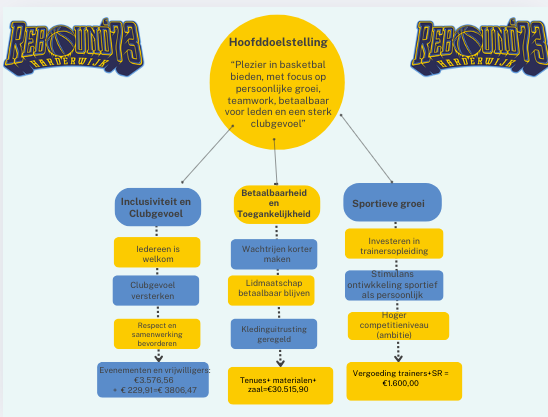 REBOUND'73
HARDERWIJK
REBOUND'73
HARDERWIJK
Hoofddoelstelling
“Plezier in basketbal
bieden, met focus op
persoonlijke groei,
teamwork, betaalbaar
voor leden en een sterk
clubgevoel”
Inclusiviteit en
Clubgevoel
Iedereen is
welkom
Clubgevoel
versterken
Respect en
samenwerking
bevorderen
Evenementen en vrijwilligers:
€3.576,56
+ € 229,91=€ 3806,47
Betaalbaarheid
en
Toegankelijkheid
Wachtrijen korter
maken
Lidmaatschap
betaalbaar blijven
Kledinguitrusting
geregeld
Tenues+ materialen+
zaal=€30.515,90
Sportieve groei
Investeren in
trainersopleiding
Stimulans
ontiwkkeling sportief
als persoonlijk
Hoger
competitieniveau
(ambitie)
Vergoeding trainers+SR =
€1.600,00